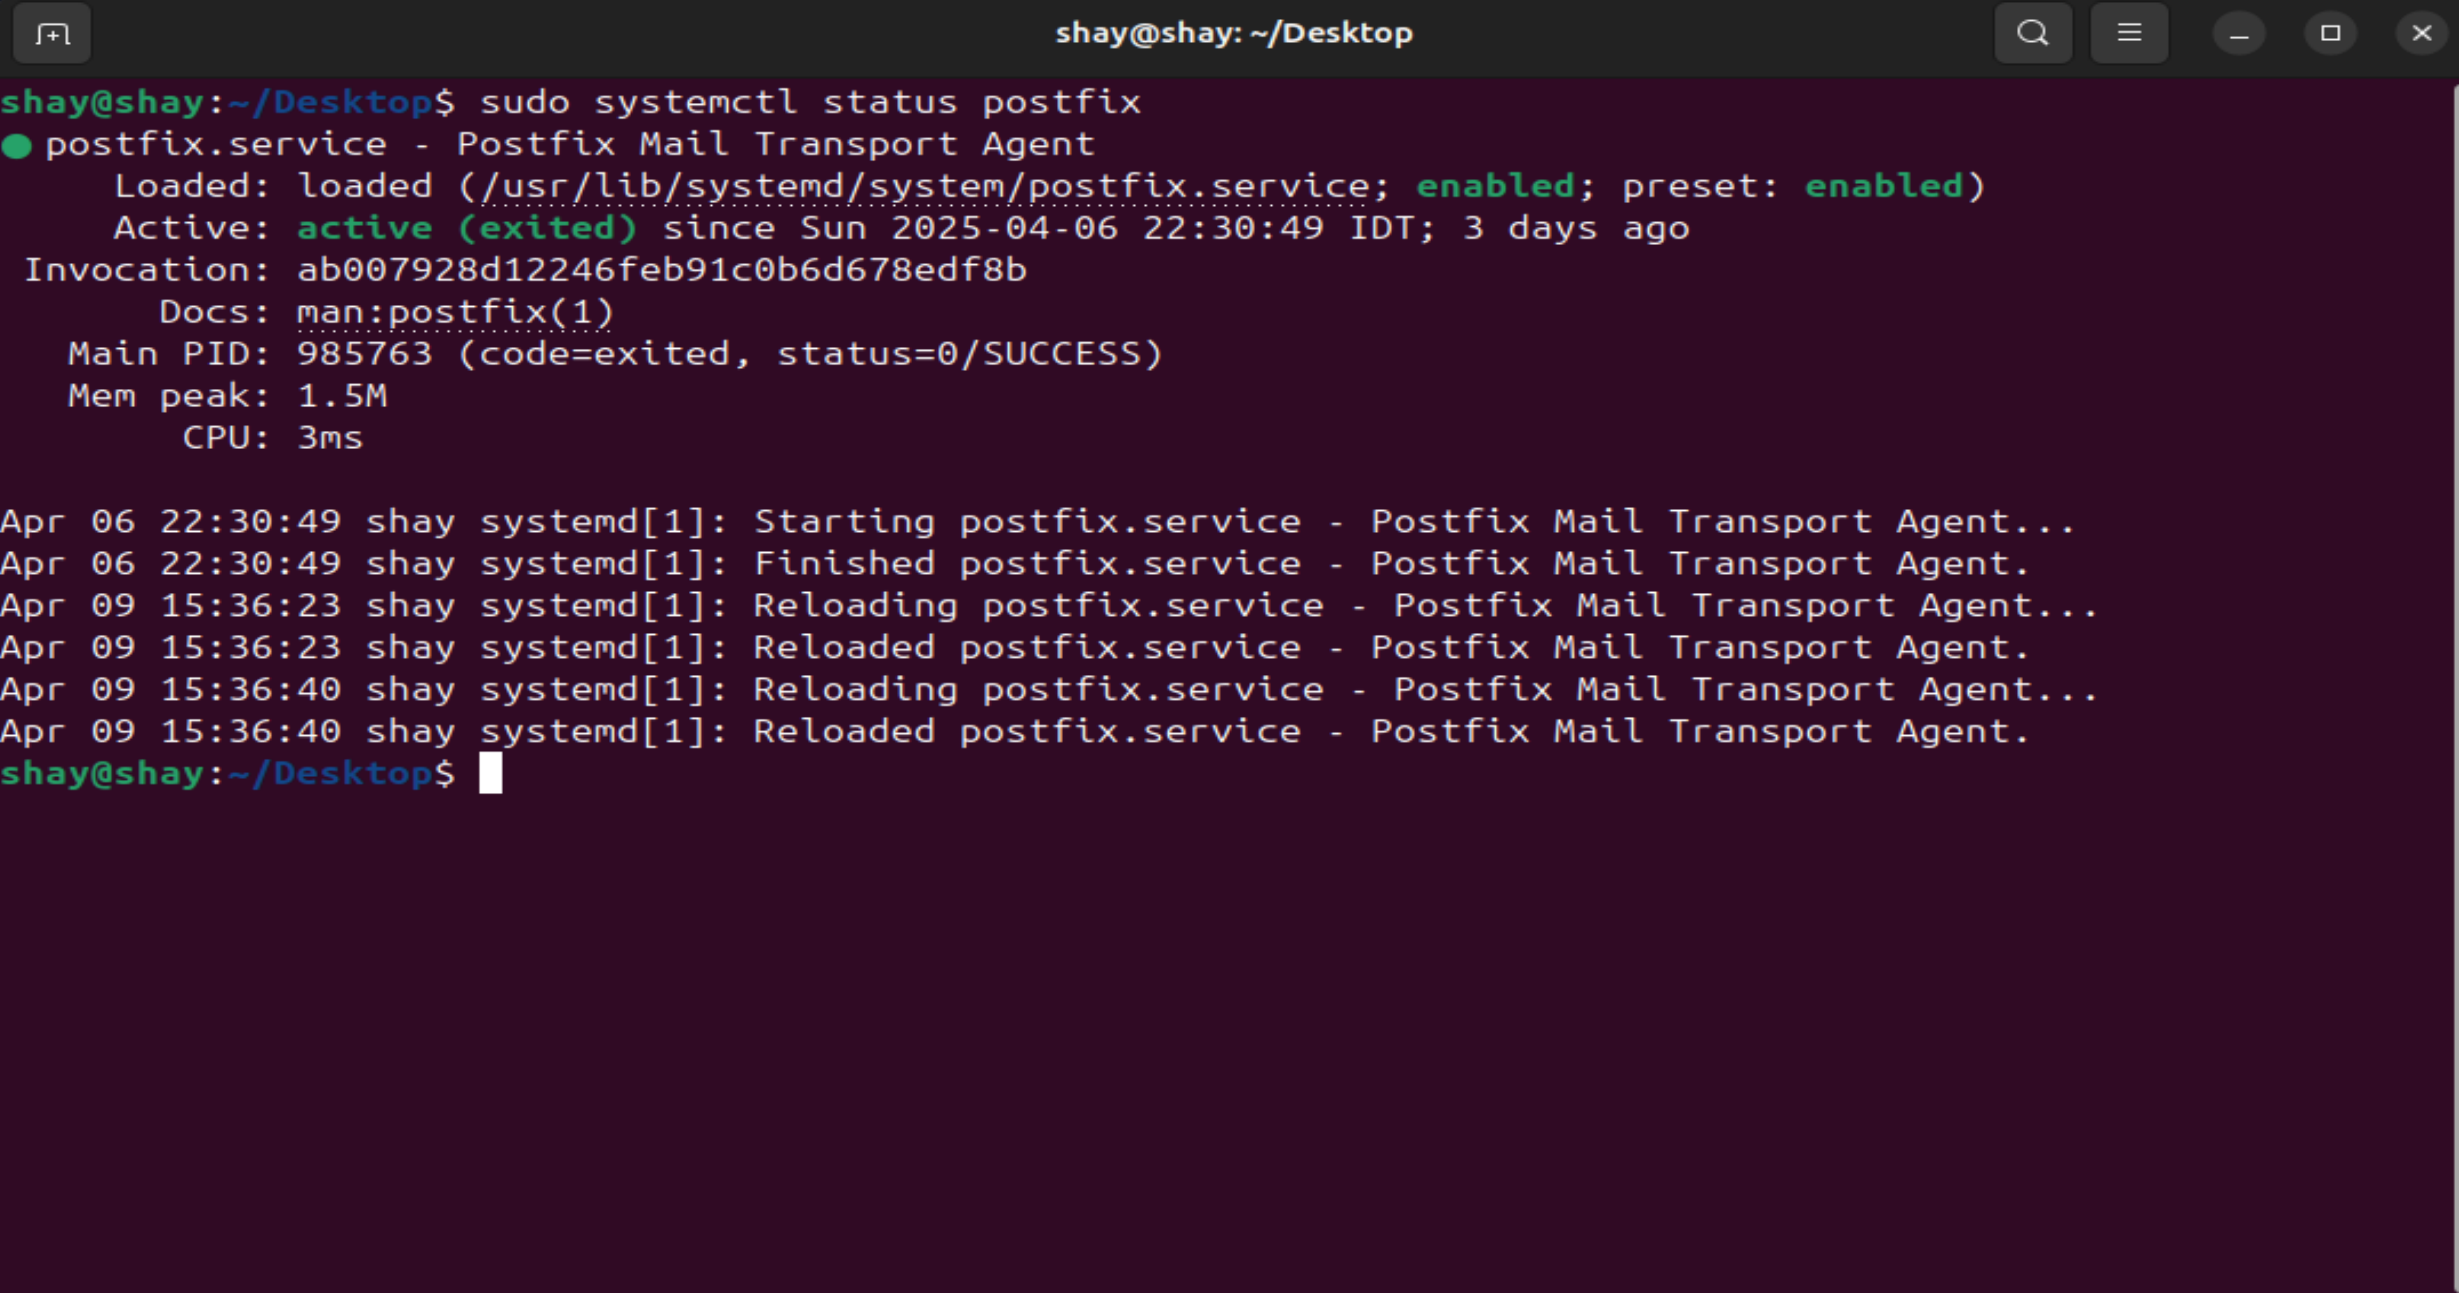 shay@shay: ~/Desktop
shay@shay:~/Desktop$ sudo systemctl status postfix
● postfix.service - Postfix Mail Transport Agent
     Loaded: loaded (/usr/lib/systemd/system/postfix.service; enabled; preset: enabled)
     Active: active (exited) since Sun 2025-04-06 22:30:49 IDT; 3 days ago
 Invocation: ab007928d12246feb91c0b6d678edf8b
       Docs: man:postfix(1)
   Main PID: 985763 (code=exited, status=0/SUCCESS)
   Mem peak: 1.5M
        CPU: 3ms
Apr 06 22:30:49 shay systemd[1]: Starting postfix.service - Postfix Mail Transport Agent...
Apr 06 22:30:49 shay systemd[1]: Finished postfix.service - Postfix Mail Transport Agent.
Apr 09 15:36:23 shay systemd[1]: Reloading postfix.service - Postfix Mail Transport Agent...
Apr 09 15:36:23 shay systemd[1]: Reloaded postfix.service - Postfix Mail Transport Agent.
Apr 09 15:36:40 shay systemd[1]: Reloading postfix.service - Postfix Mail Transport Agent...
Apr 09 15:36:40 shay systemd[1]: Reloaded postfix.service - Postfix Mail Transport Agent.
shay@shay:~/Desktop$